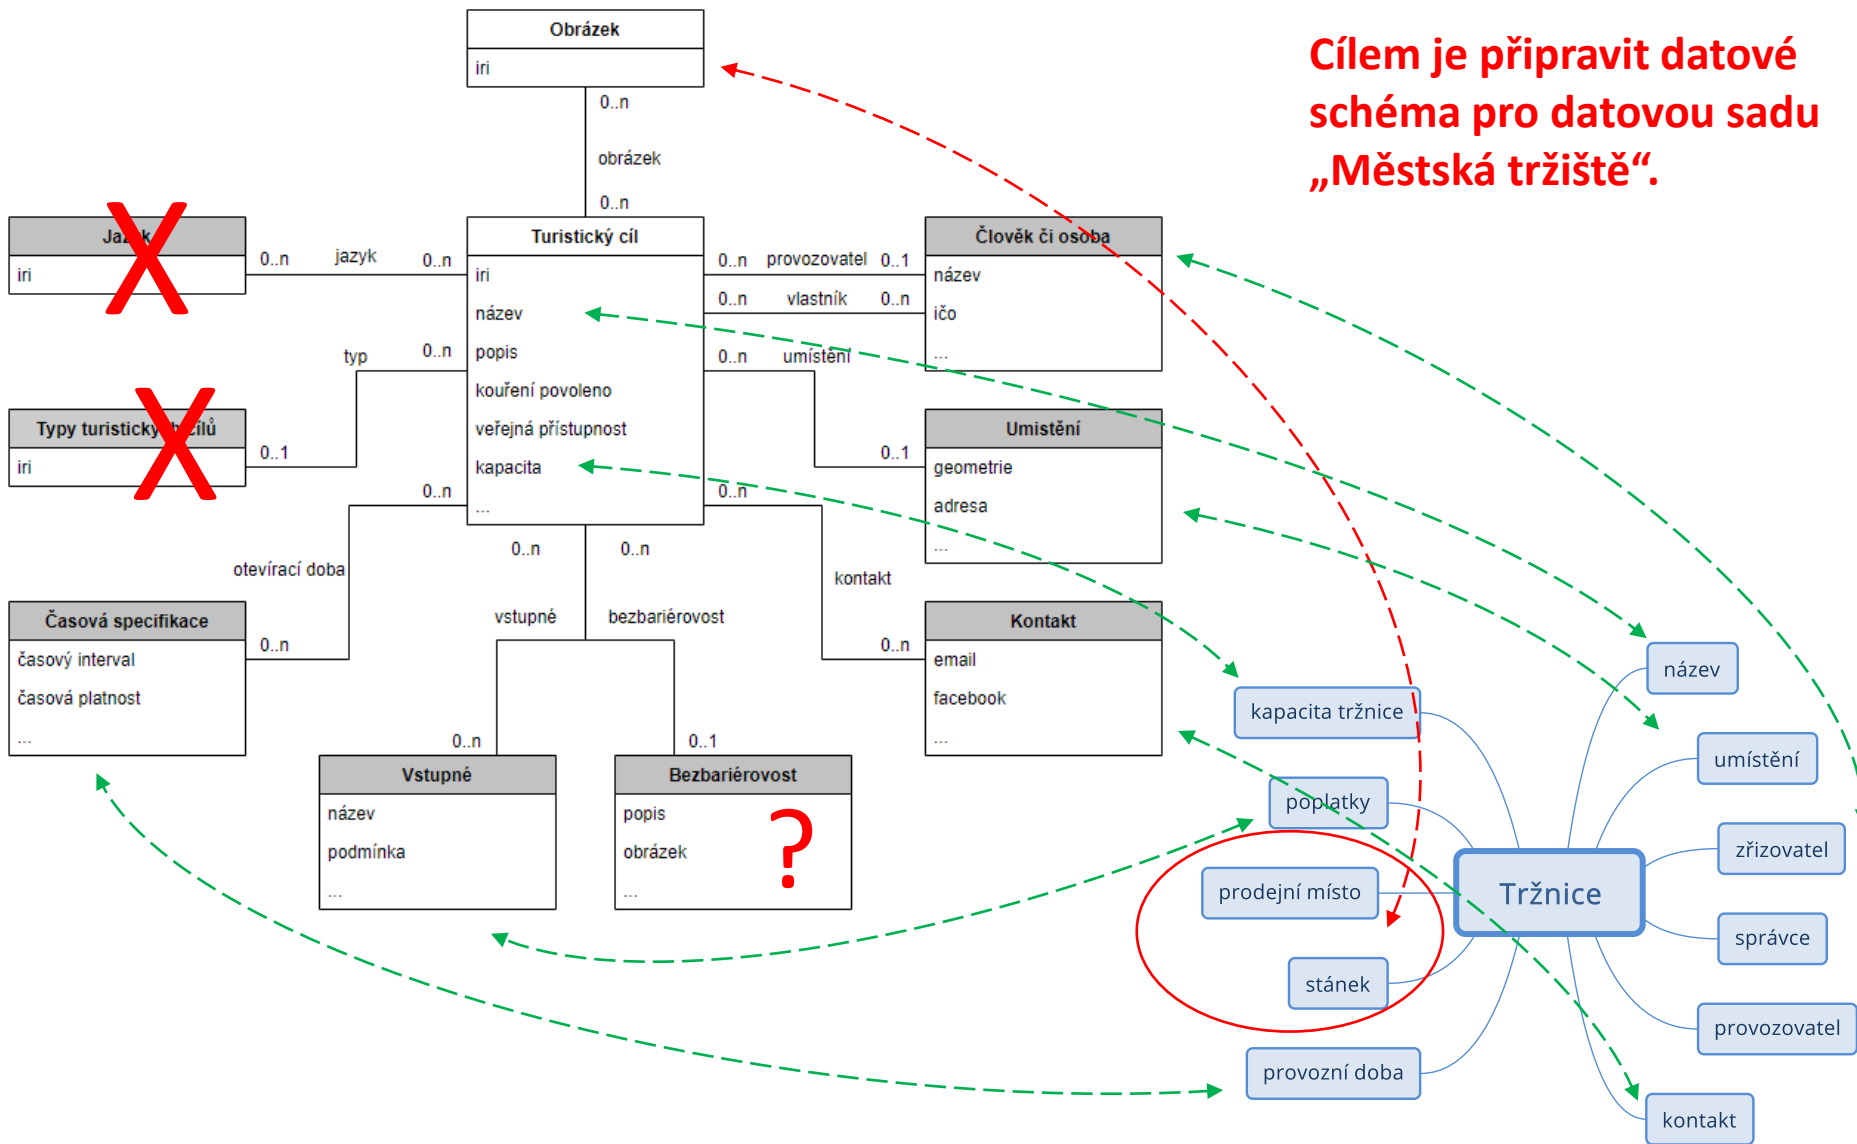 Obrázek
iri
Cílem je připravit datové
schéma pro datovou sadu
„Městská tržiště“.
0..n
obrázek
0..n
Jazyk
iri
X
0..n
jazyk
0..n
Turistický cíl
iri
název
popis
kouření povoleno
veřejná přístupnost
kapacita
...
0..n
provozovatel
0..1
0..n
vlastník
0..n
Člověk či osoba
název
ičo
...
typ
0..n
0..n
umístění
Typy turistických cílů
iri
X
0..1
0..1
Umistění
geometrie
adresa
...
0..n
0..n
otevírací doba
0..n
0..n
kontakt
Časová specifikace
časový interval
časová platnost
...
0..n
vstupné
bezbariérovost
0..n
Kontakt
email
facebook
...
0..n
0..1
Vstupné
název
podmínka
...
Bezbariérovost
popis
obrázek
...
?
název
kapacita tržnice
umístění
poplatky
zřizovatel
prodejní místo
Tržnice
správce
stánek
provozovatel
provozní doba
kontakt